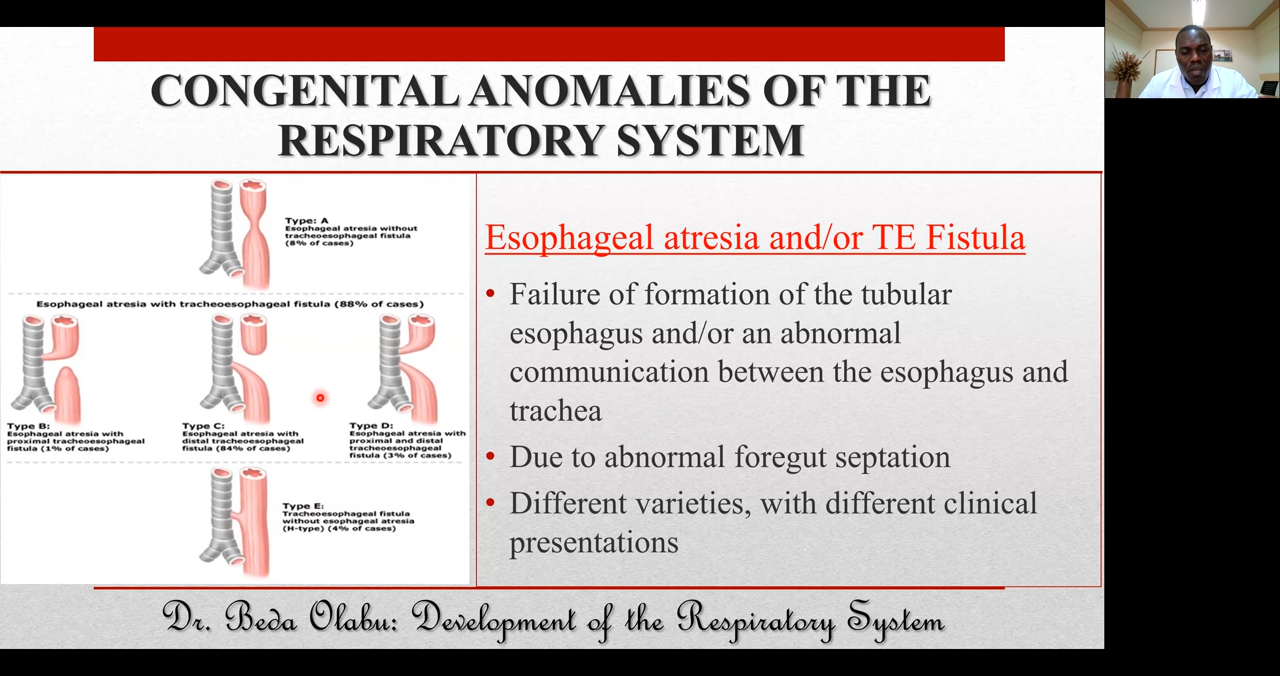 CONGENITAL ANOMALIES OF THE
RESPIRATORY SYSTEM
Type: A
Esophageal atresia without
tracheoesophageal fistula
(8% of cases)
Esophageal atresia with tracheoesophageal fistula (88% of cases)
Type B:
Esophageal atresia with
proximal tracheoesophageal
fistula (1% of cases)
Type C:
Esophageal atresia with
distal tracheoesophageal
fistula (84% of cases)
Type D:
Esophageal atresia with
proximal and distal
tracheoesophageal
fistula (3% of cases)
Type E:
Tracheoesophageal fistula
without esophageal atresia
(H-type) (4% of cases)
Esophageal atresia and/or TE Fistula
• Failure of formation of the tubular
esophagus and/or an abnormal
communication between the esophagus and
trachea
• Due to abnormal foregut septation
• Different varieties, with different clinical
presentations
Dr. Beda Olabu: Development of the Respiratory System